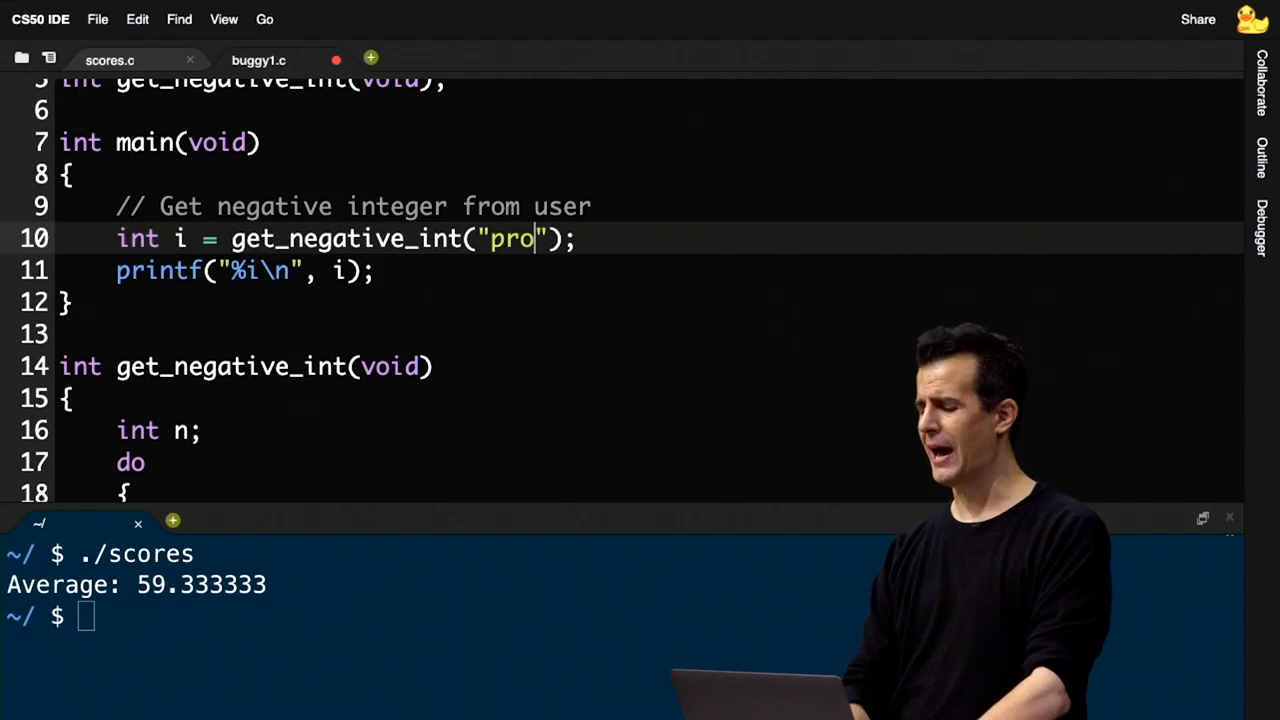 CS50 IDE File Edit Find View Go Share
scores.c buggy1.c
5 int get_negative_int(void);
6
7 int main(void)
8 {
9 // Get negative integer from user
10 int i = get_negative_int("pro");
11 printf("%i\n", i);
12 }
13
14 int get_negative_int(void)
15 {
16 int n;
17 do
18 {
~/
~/ $ ./scores
Average: 59.333333
~/ $
Collaborate
Outline
Debugger